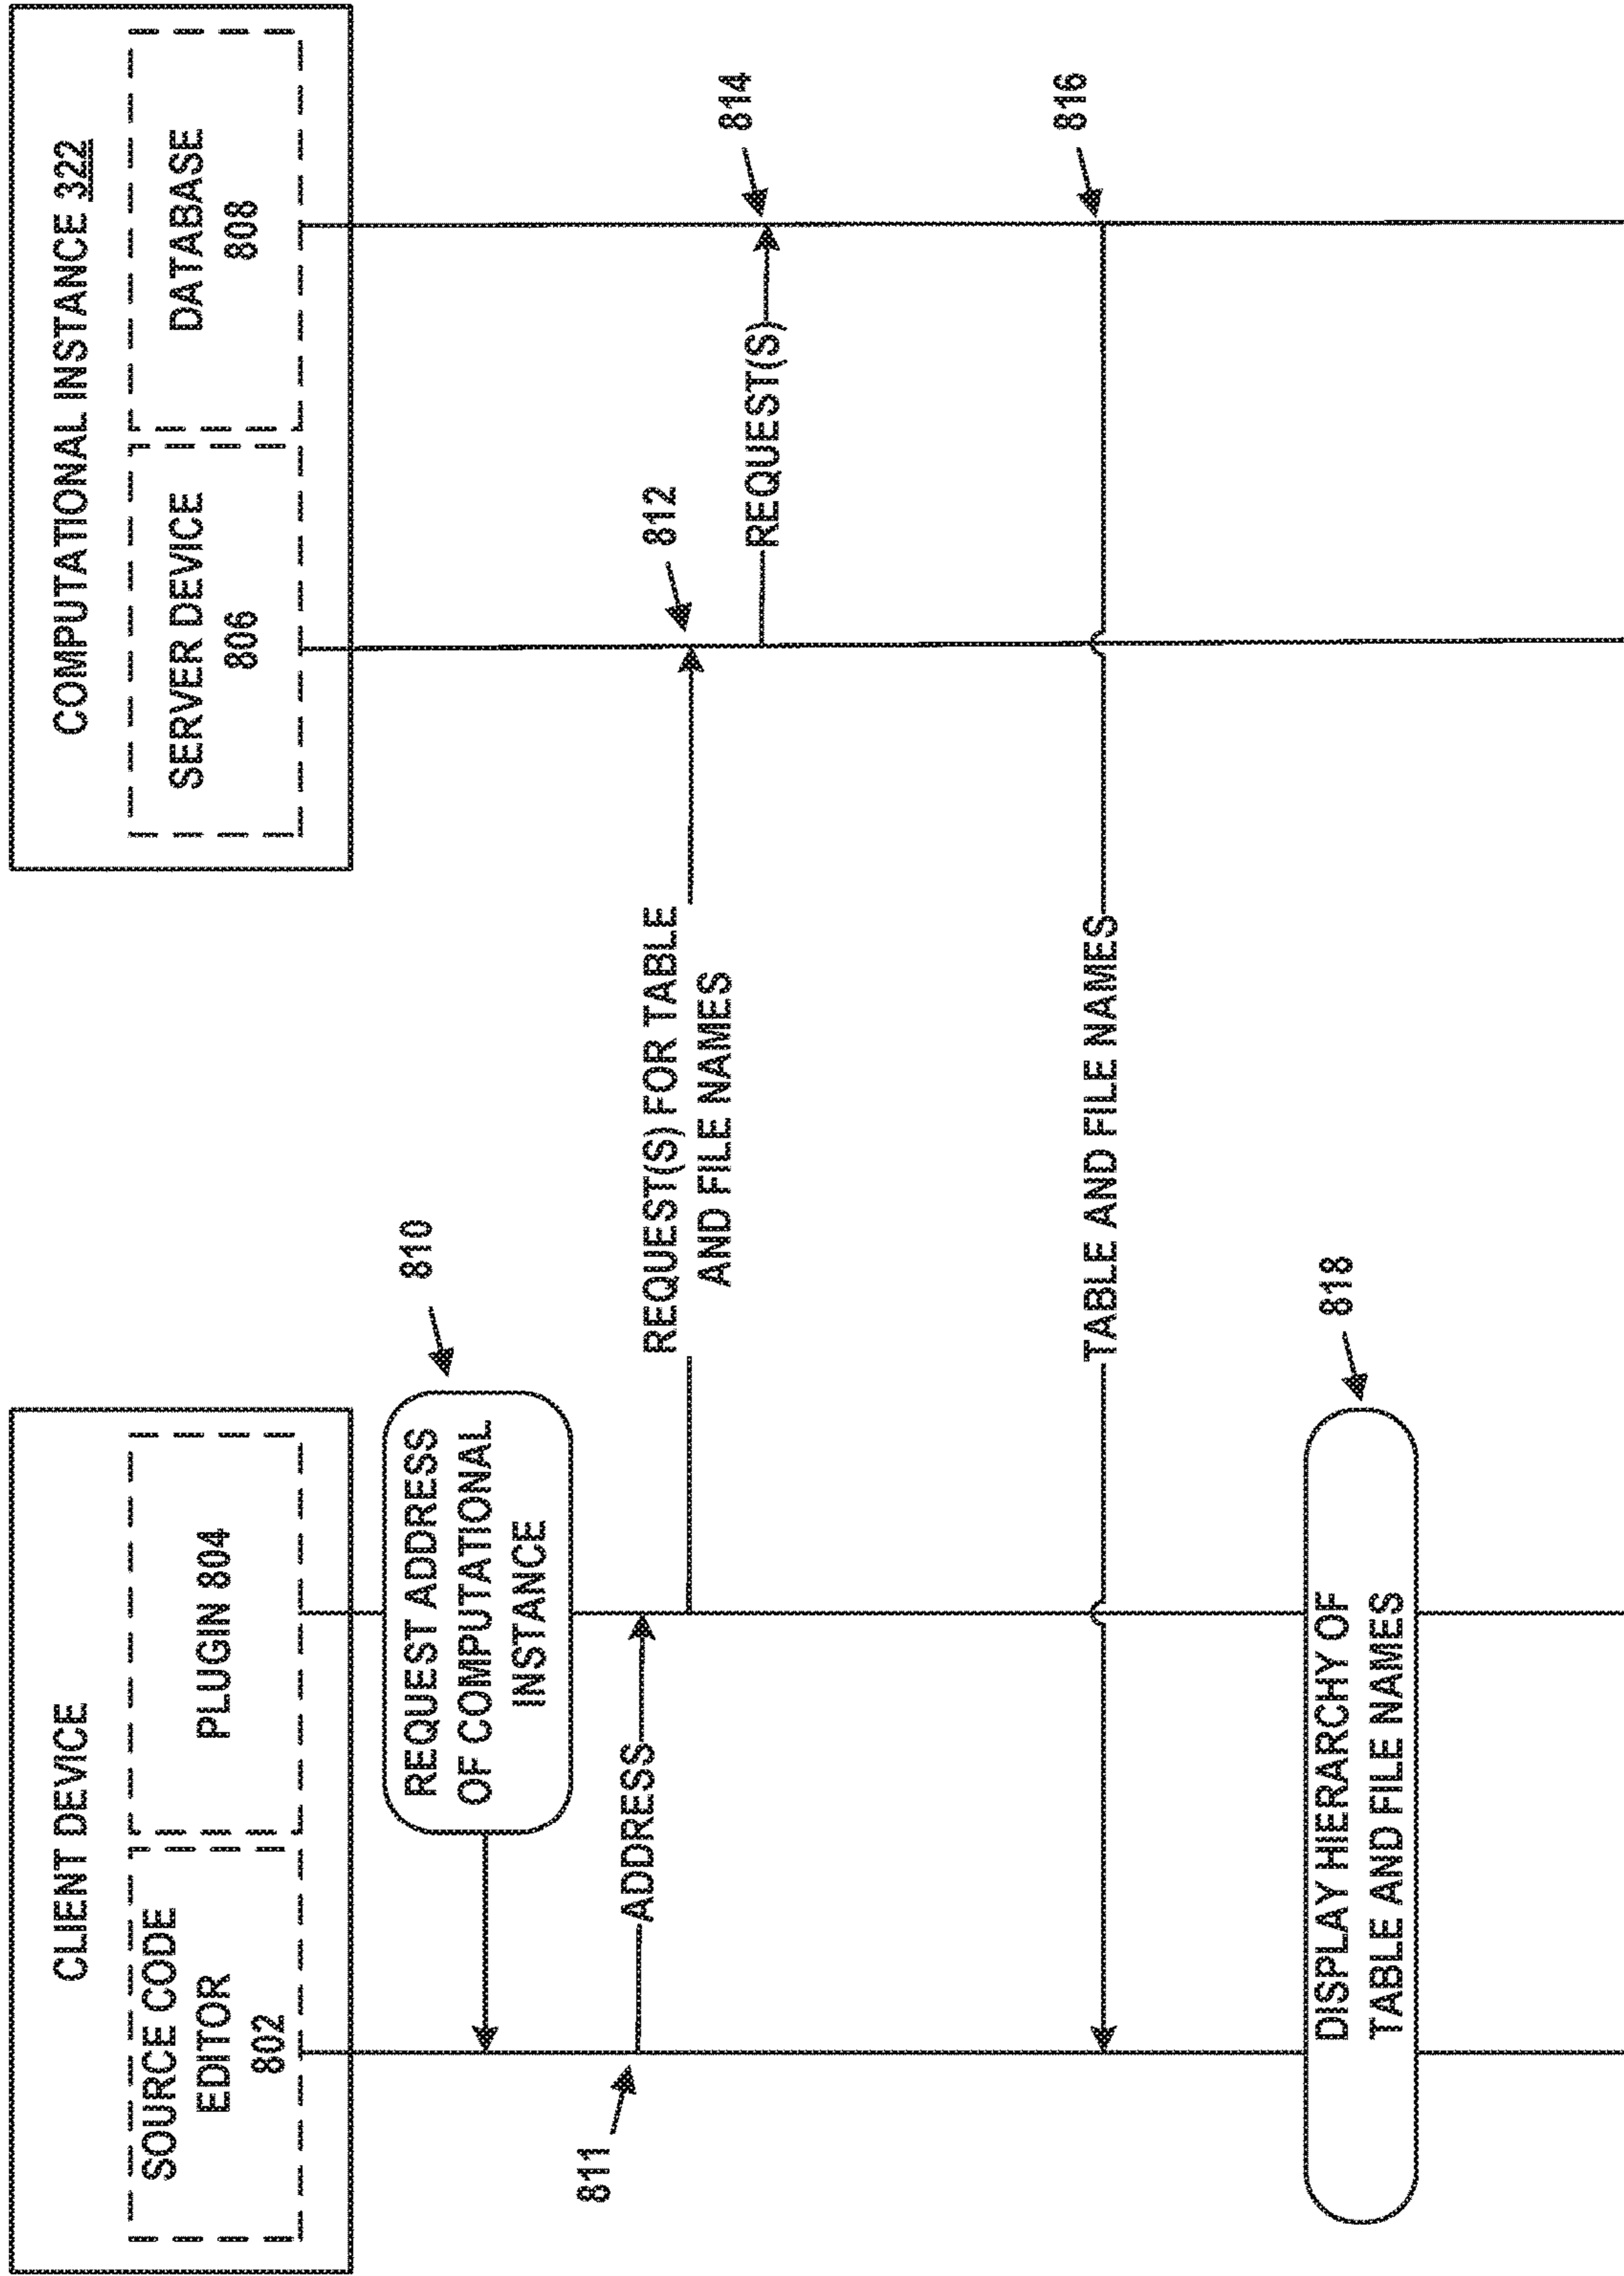 CLIENT DEVICE
SOURCE CODE
EDITOR
802
PLUGIN 804
COMPUTATIONAL INSTANCE 322
SERVER DEVICE
806
DATABASE
808
REQUEST ADDRESS
OF COMPUTATIONAL
INSTANCE
810
811
ADDRESS
REQUEST(S) FOR TABLE
AND FILE NAMES
812
REQUEST(S)
814
TABLE AND FILE NAMES
816
DISPLAY HIERARCHY OF
TABLE AND FILE NAMES
818